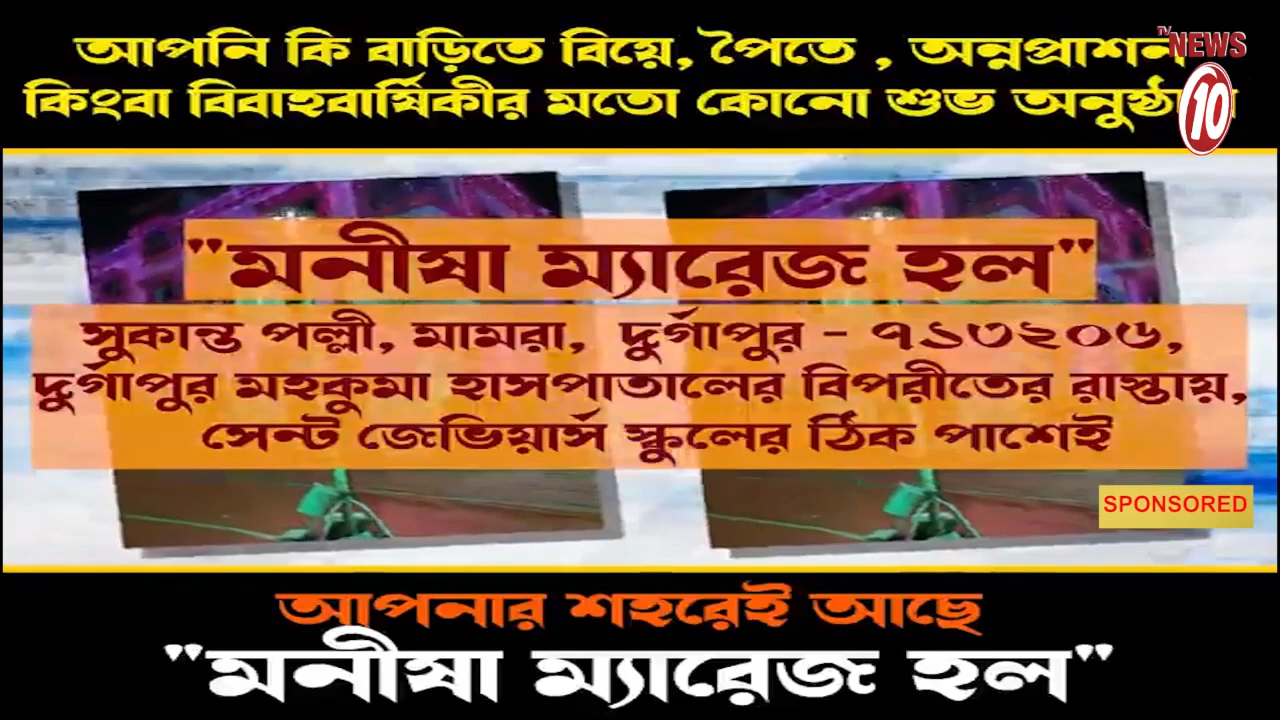 আপনি কি বাড়িতে বিয়ে, পৈতে , অন্নপ্রাশন
কিংবা বিবাহবার্ষিকীর মতো কোনো শুভ
TV NEWS
10
"মনীষা ম্যারেজ হল"
সুকান্ত পল্লী, মামরা, দুর্গাপুর - ৭১৩২০৬,
দুর্গাপুর মহকুমা হাসপাতালের বিপরীতের রাস্তায়,
সেন্ট জেভিয়ার্স স্কুলের ঠিক পাশেই
SPONSORED
আপনার শহরেই আছে
"মনীষা ম্যারেজ হল"